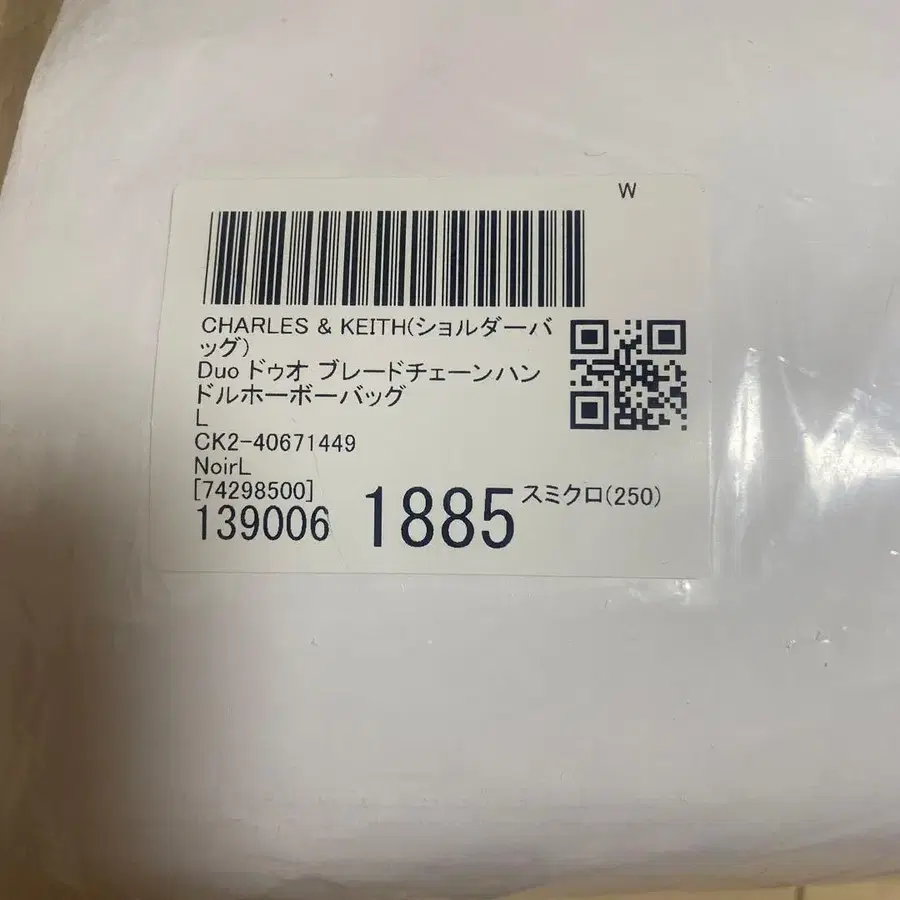 W
CHARLES & KEITH(ショルダーバ
ッグ)
Duo ドゥオ ブレードチェーンハン
ドルホーボーバッグ
L
CK2-40671449
NoirL
[74298500]
139006 1885 スミクロ(250)